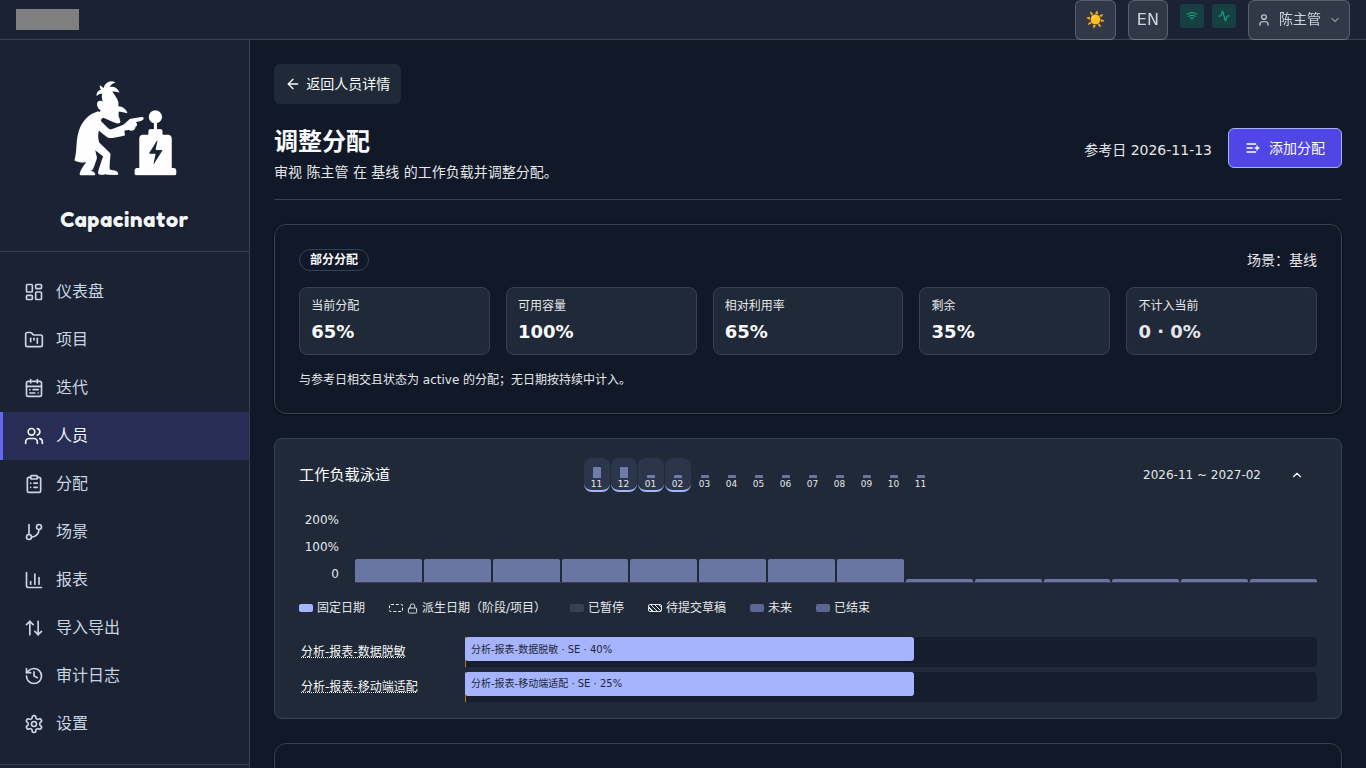 EN
陈主管
Capacinator
仪表盘
项目
迭代
人员
分配
场景
报表
导入导出
审计日志
设置
返回人员详情
调整分配
审视 陈主管 在 基线 的工作负载并调整分配。
参考日 2026-11-13
添加分配
部分分配
场景：基线
当前分配
65%
可用容量
100%
相对利用率
65%
剩余
35%
不计入当前
0 · 0%
与参考日相交且状态为 active 的分配；无日期按持续中计入。
工作负载泳道
11 12 01 02 03 04 05 06 07 08 09 10 11
2026-11 ~ 2027-02
200%
100%
0
固定日期 派生日期（阶段/项目） 已暂停 待提交草稿 未来 已结束
分析-报表-数据脱敏
分析-报表-数据脱敏 · SE · 40%
分析-报表-移动端适配
分析-报表-移动端适配 · SE · 25%